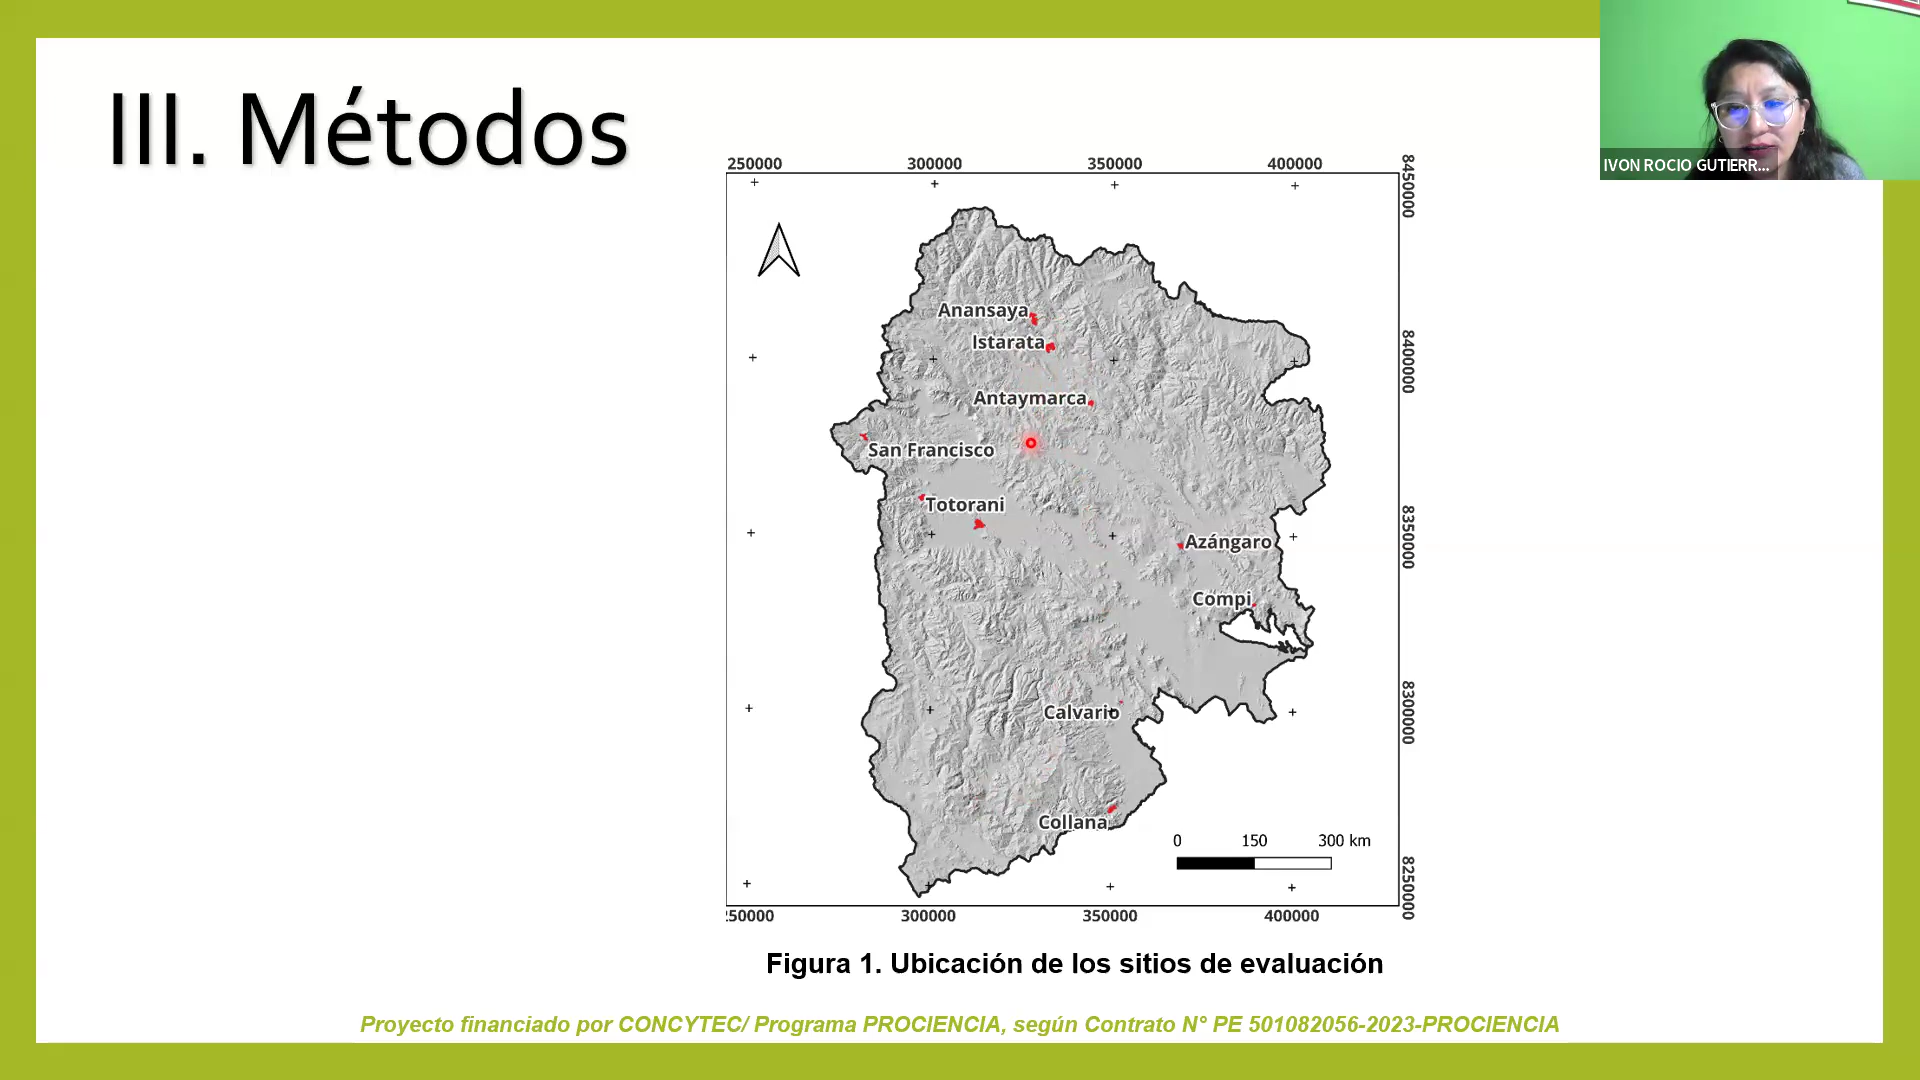 III. Métodos
IVON ROCIO GUTIERR...
250000 300000 350000 400000
8450000
Anansaya
Istarata
8400000
Antaymarca
San Francisco
Totorani
8350000
Azángaro
Compi
8300000
Calvario
Collana
0 150 300 km
8250000
50000 300000 350000 400000
Figura 1. Ubicación de los sitios de evaluación
Proyecto financiado por CONCYTEC/ Programa PROCIENCIA, según Contrato N° PE 501082056-2023-PROCIENCIA